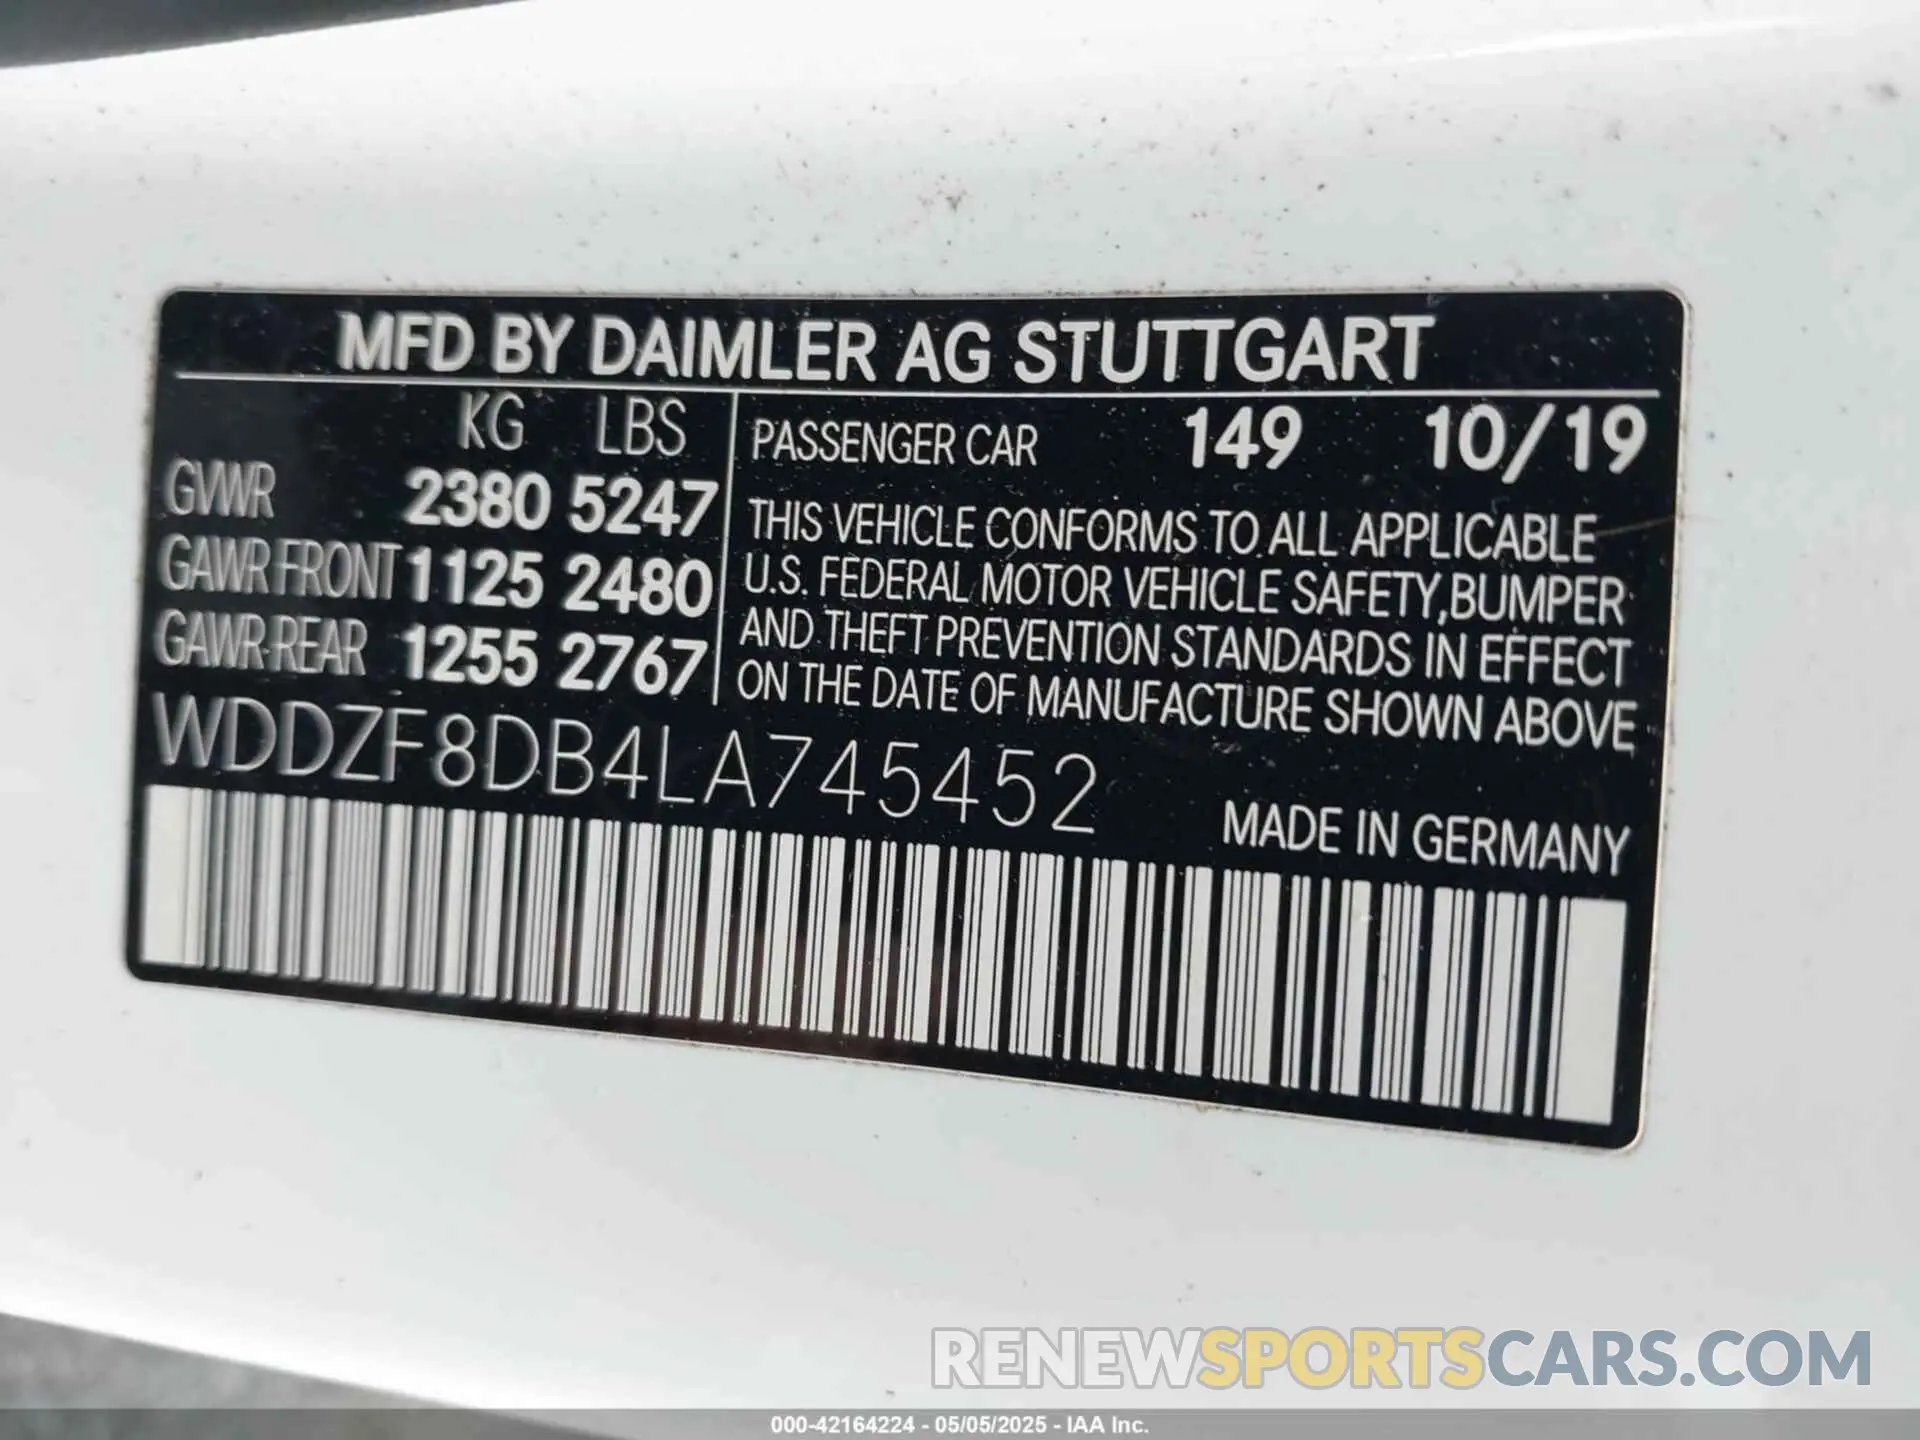 MFD BY DAIMLER AG STUTTGART
KG LBS
GVWR 2380 5247
GAWR FRONT 1125 2480
GAWR REAR 1255 2767
PASSENGER CAR 149 10/19
THIS VEHICLE CONFORMS TO ALL APPLICABLE
U.S. FEDERAL MOTOR VEHICLE SAFETY, BUMPER
AND THEFT PREVENTION STANDARDS IN EFFECT
ON THE DATE OF MANUFACTURE SHOWN ABOVE
WDDZF8DB4LA745452
MADE IN GERMANY
RENEWSPORTSCARS.COM
000-42164224 - 05/05/2025 - IAA Inc.